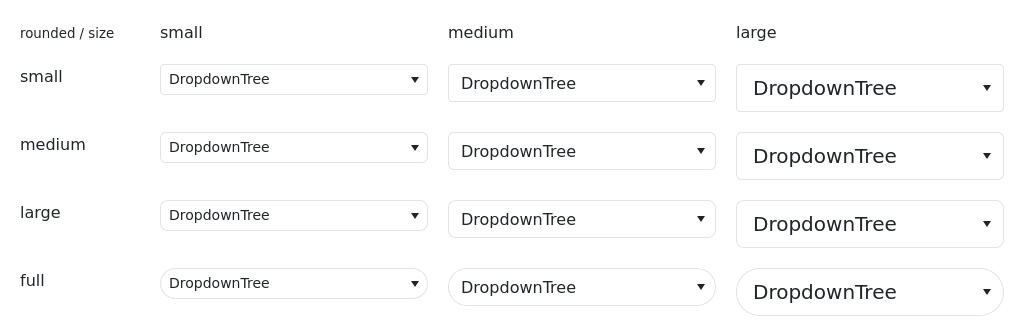 rounded / size small medium large
small DropdownTree DropdownTree DropdownTree
medium DropdownTree DropdownTree DropdownTree
large DropdownTree DropdownTree DropdownTree
full DropdownTree DropdownTree DropdownTree